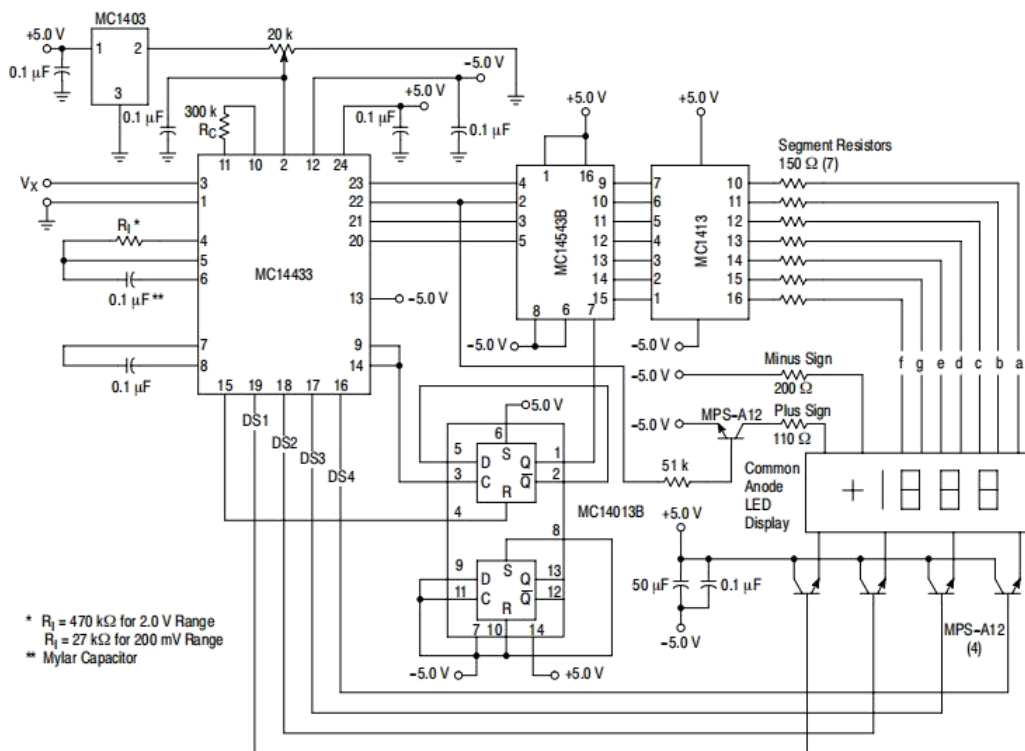 MC1403
+5.0 V
1
2
3
0.1 µF
20 k
0.1 µF
300 k
R_C
-5.0 V
+5.0 V
0.1 µF
0.1 µF
11
10
2
12
24
V_X
3
1
R_I *
4
5
6
0.1 µF**
7
8
0.1 µF
MC14433
23
22
21
20
13
-5.0 V
9
14
15
19
18
17
16
DS1
DS2
DS3
DS4
+5.0 V
1
16
4
2
3
5
MC14543B
9
10
11
12
13
14
15
8
6
7
-5.0 V
+5.0 V
7
6
5
4
3
2
1
MC1413
10
11
12
13
14
15
16
-5.0 V
Segment Resistors
150 Ω (7)
f
g
e
d
c
b
a
Minus Sign
-5.0 V
200 Ω
MPS-A12
Plus Sign
-5.0 V
110 Ω
51 k
Common
Anode
LED
Display
5.0 V
6
5
D
S
Q
1
3
C
Q
2
R
4
MC14013B
8
9
D
S
Q
13
11
C
Q
12
R
7
10
14
-5.0 V
+5.0 V
+5.0 V
50 µF
0.1 µF
-5.0 V
MPS-A12
(4)
* R_I = 470 kΩ for 2.0 V Range
R_I = 27 kΩ for 200 mV Range
** Mylar Capacitor